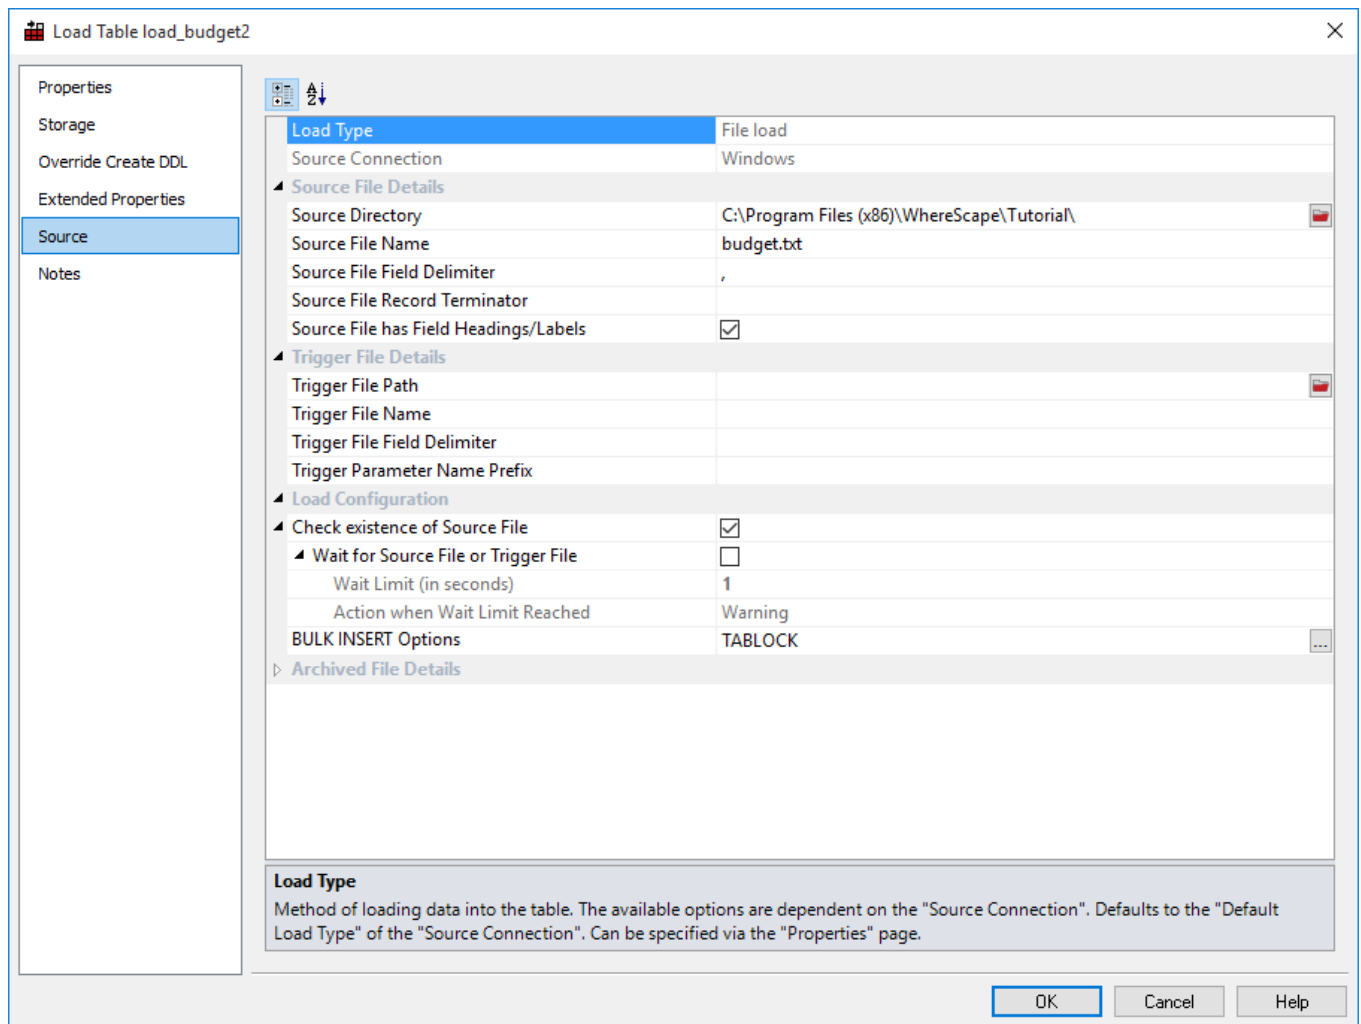 Load Table load_budget2
Properties
Storage
Override Create DDL
Extended Properties
Source
Notes
Load Type File load
Source Connection Windows
Source File Details
Source Directory C:\Program Files (x86)\WhereScape\Tutorial\
Source File Name budget.txt
Source File Field Delimiter ,
Source File Record Terminator
Source File has Field Headings/Labels
Trigger File Details
Trigger File Path
Trigger File Name
Trigger File Field Delimiter
Trigger Parameter Name Prefix
Load Configuration
Check existence of Source File
Wait for Source File or Trigger File
Wait Limit (in seconds) 1
Action when Wait Limit Reached Warning
BULK INSERT Options TABLOCK ...
Archived File Details
Load Type
Method of loading data into the table. The available options are dependent on the "Source Connection". Defaults to the "Default
Load Type" of the "Source Connection". Can be specified via the "Properties" page.
OK Cancel Help